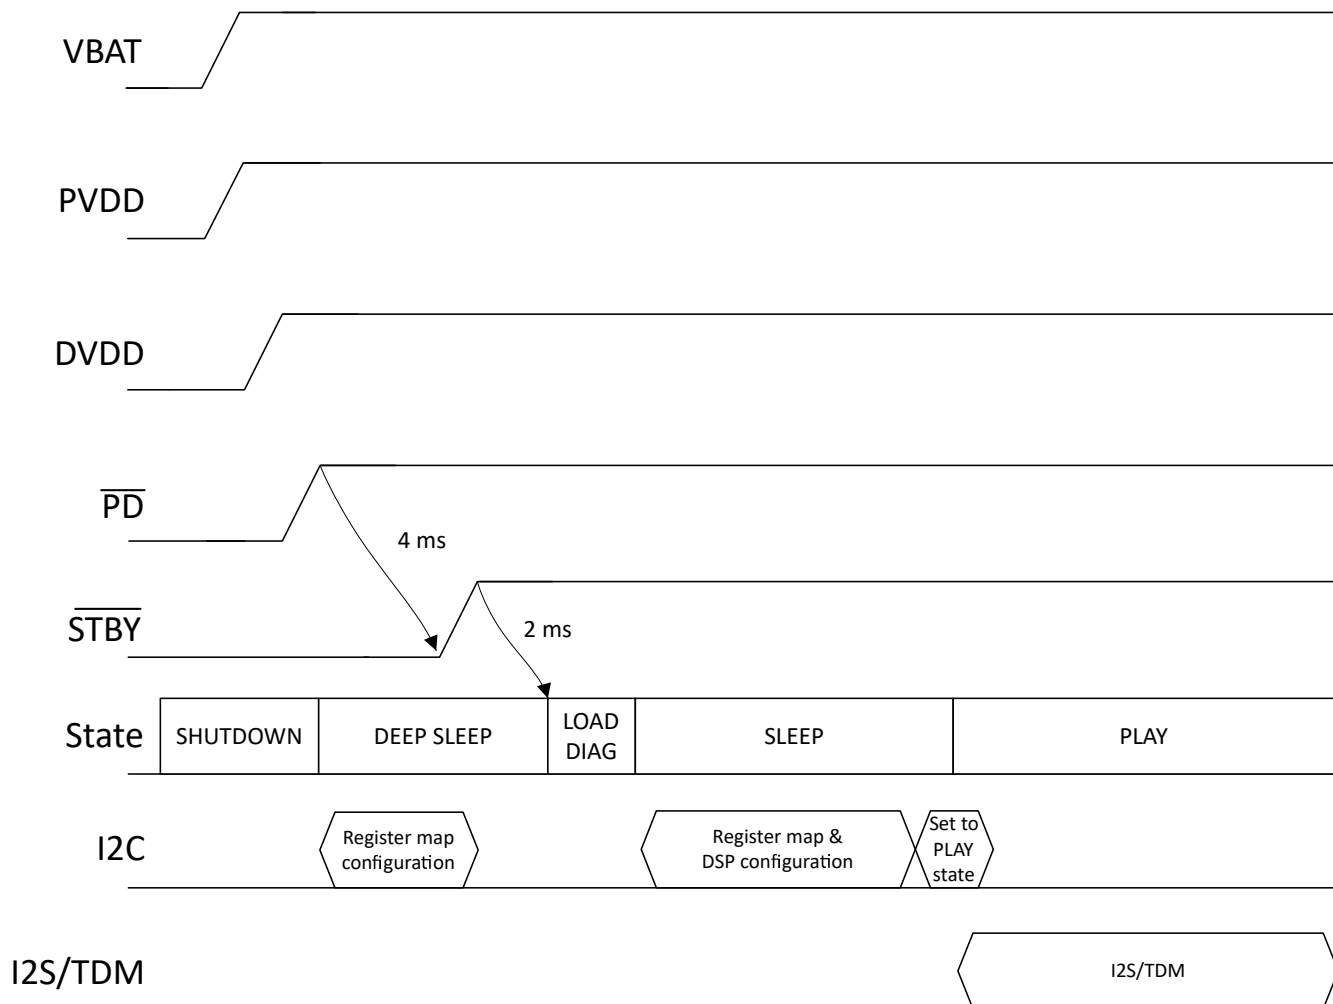 VBAT
PVDD
DVDD
PD
4 ms
STBY
2 ms
State
SHUTDOWN
DEEP SLEEP
LOAD
DIAG
SLEEP
PLAY
I2C
Register map
configuration
Register map &
DSP configuration
Set to
PLAY
state
I2S/TDM
I2S/TDM